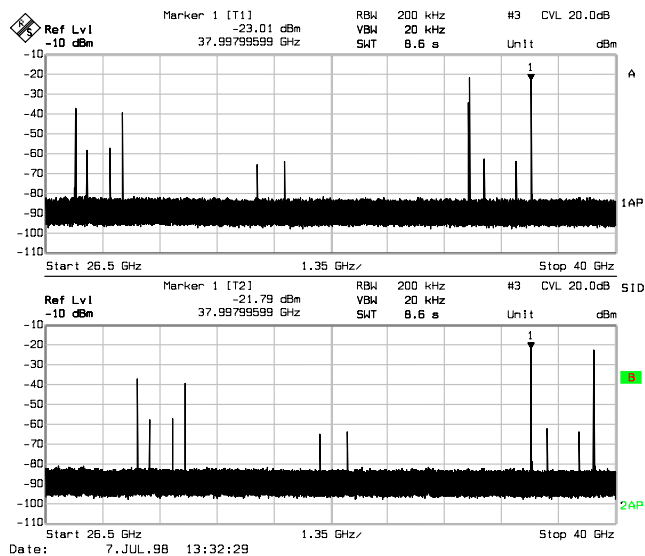 R S
Marker 1 [T1] RBW 200 kHz #3 CVL 20.0dB
Ref Lvl -23.01 dBm VBW 20 kHz
-10 dBm 37.99799599 GHz SWT 8.6 s Unit dBm
-10
1
A
-20
-30
-40
-50
-60
-70
-80
1AP
-90
-100
-110
Start 26.5 GHz 1.35 GHz/ Stop 40 GHz
Marker 1 [T2] RBW 200 kHz #3 CVL 20.0dB SID
Ref Lvl -21.79 dBm VBW 20 kHz
-10 dBm 37.99799599 GHz SWT 8.6 s Unit dBm
-10
1
-20
-30
B
-40
-50
-60
-70
-80
-90
-100
2AP
-110
Start 26.5 GHz 1.35 GHz/ Stop 40 GHz
Date: 7.JUL.98 13:32:29